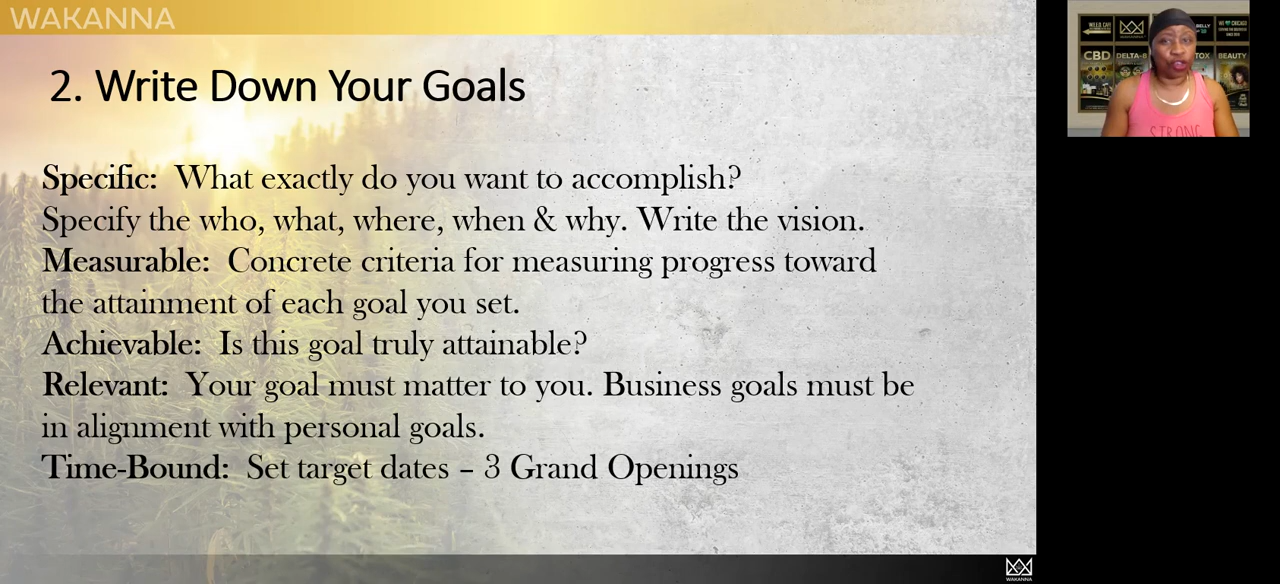 WAKANNA
2. Write Down Your Goals
Specific: What exactly do you want to accomplish?
Specify the who, what, where, when & why. Write the vision.
Measurable: Concrete criteria for measuring progress toward
the attainment of each goal you set.
Achievable: Is this goal truly attainable?
Relevant: Your goal must matter to you. Business goals must be
in alignment with personal goals.
Time-Bound: Set target dates – 3 Grand Openings
WAKANNA
CBD
DELTA-8
BEAUTY
STRONG